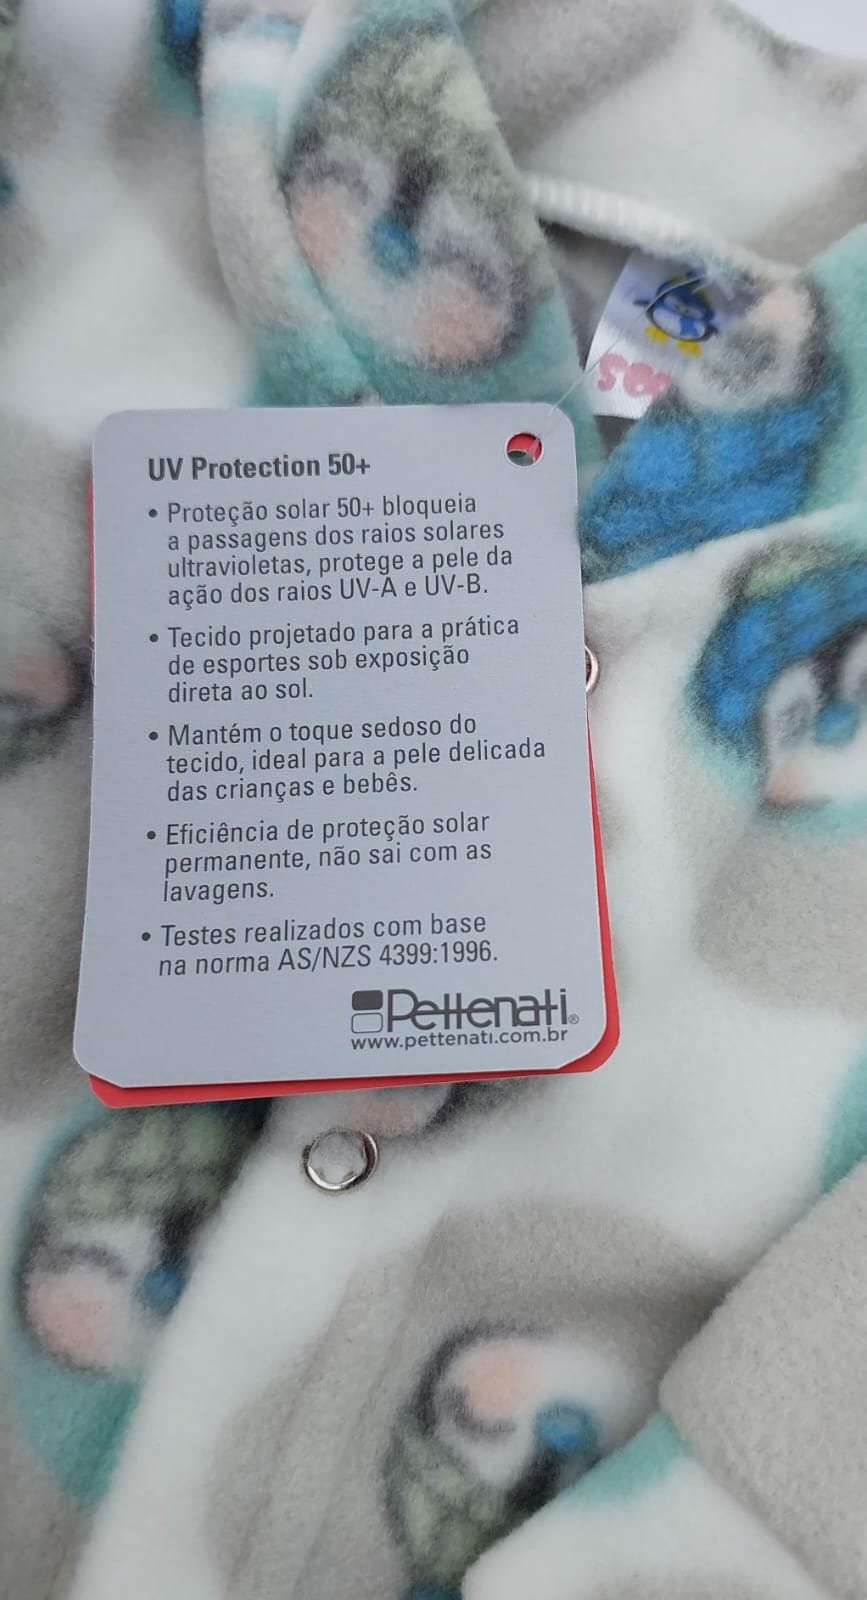 UV Protection 50+
• Proteção solar 50+ bloqueia
a passagens dos raios solares
ultravioletas, protege a pele da
ação dos raios UV-A e UV-B.
• Tecido projetado para a prática
de esportes sob exposição
direta ao sol.
• Mantém o toque sedoso do
tecido, ideal para a pele delicada
das crianças e bebês.
• Eficiência de proteção solar
permanente, não sai com as
lavagens.
• Testes realizados com base
na norma AS/NZS 4399:1996.
Pettenati®
www.pettenati.com.br